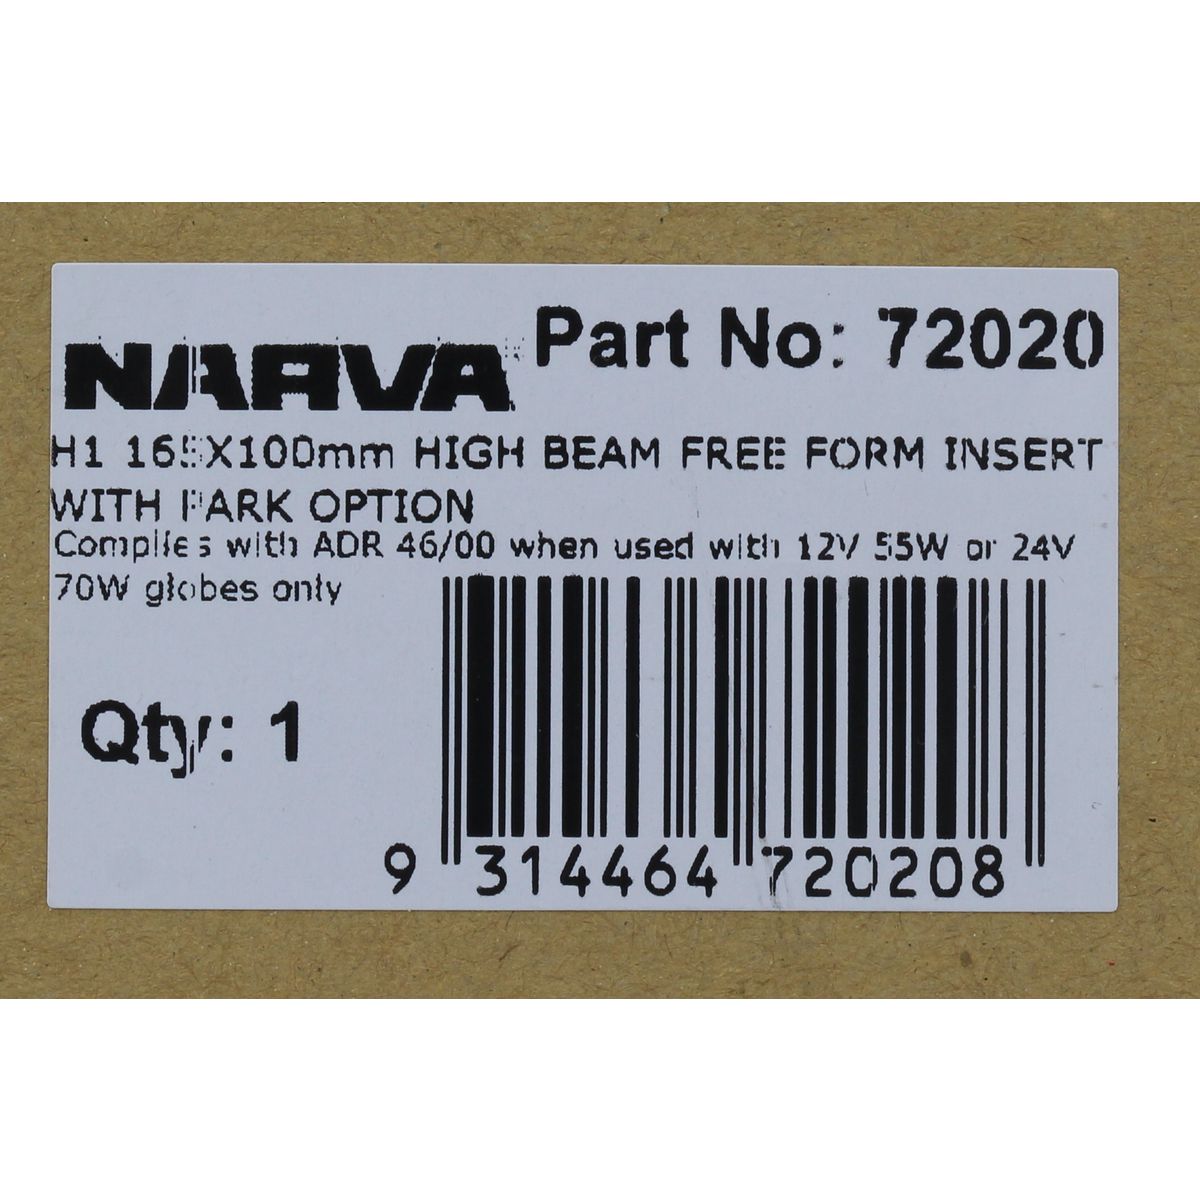 NARVA
Part No: 72020
H1 165X100mm HIGH BEAM FREE FORM INSERT
WITH PARK OPTION
Complies with ADR 46/00 when used with 12V 55W or 24V
70W globes only
Qty: 1
9 314464 720208